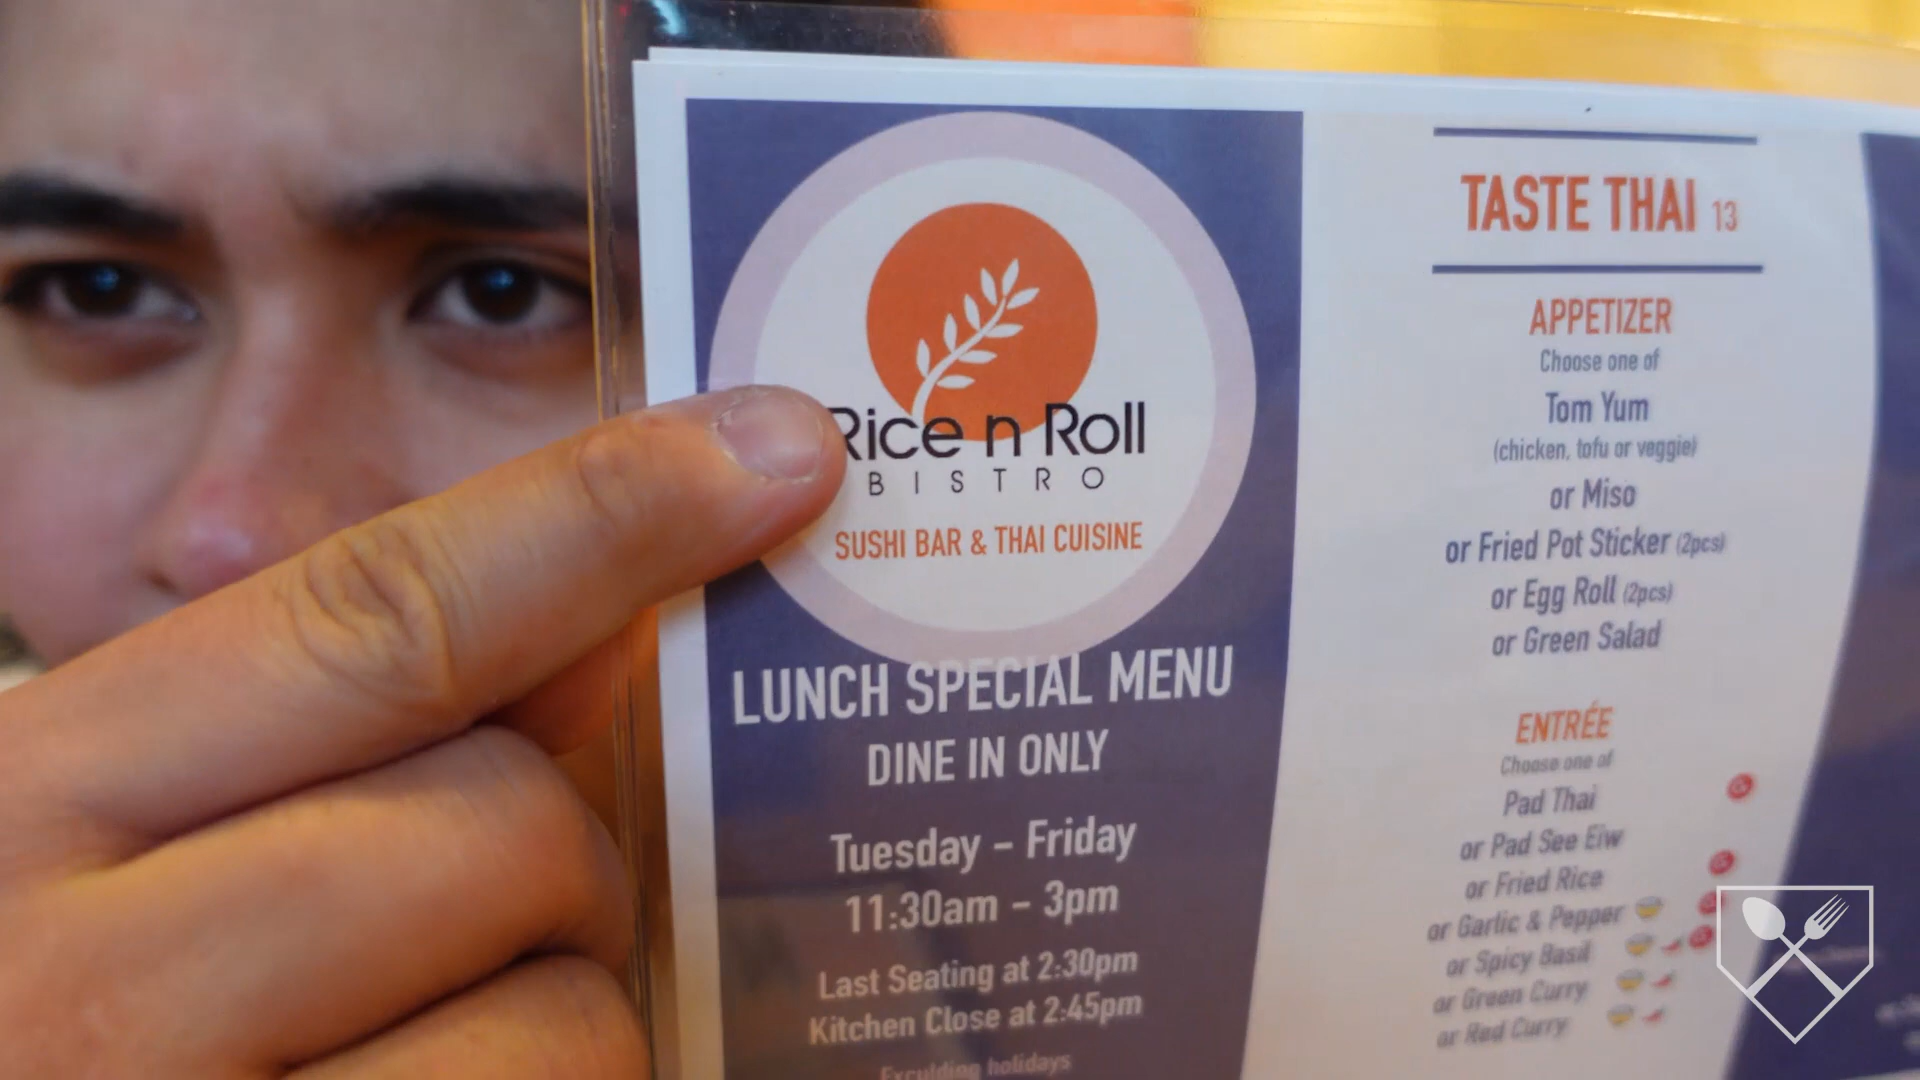 Rice n Roll
BISTRO
SUSHI BAR & THAI CUISINE
LUNCH SPECIAL MENU
DINE IN ONLY
Tuesday – Friday
11:30am – 3pm
Last Seating at 2:30pm
Kitchen Close at 2:45pm
Exculding holidays
TASTE THAI 13
APPETIZER
Choose one of
Tom Yum
(chicken, tofu or veggie)
or Miso
or Fried Pot Sticker (2pcs)
or Egg Roll (2pcs)
or Green Salad
ENTRÉE
Choose one of
Pad Thai
or Pad See Eiw
or Fried Rice
or Garlic & Pepper
or Spicy Basil
or Green Curry
or Red Curry